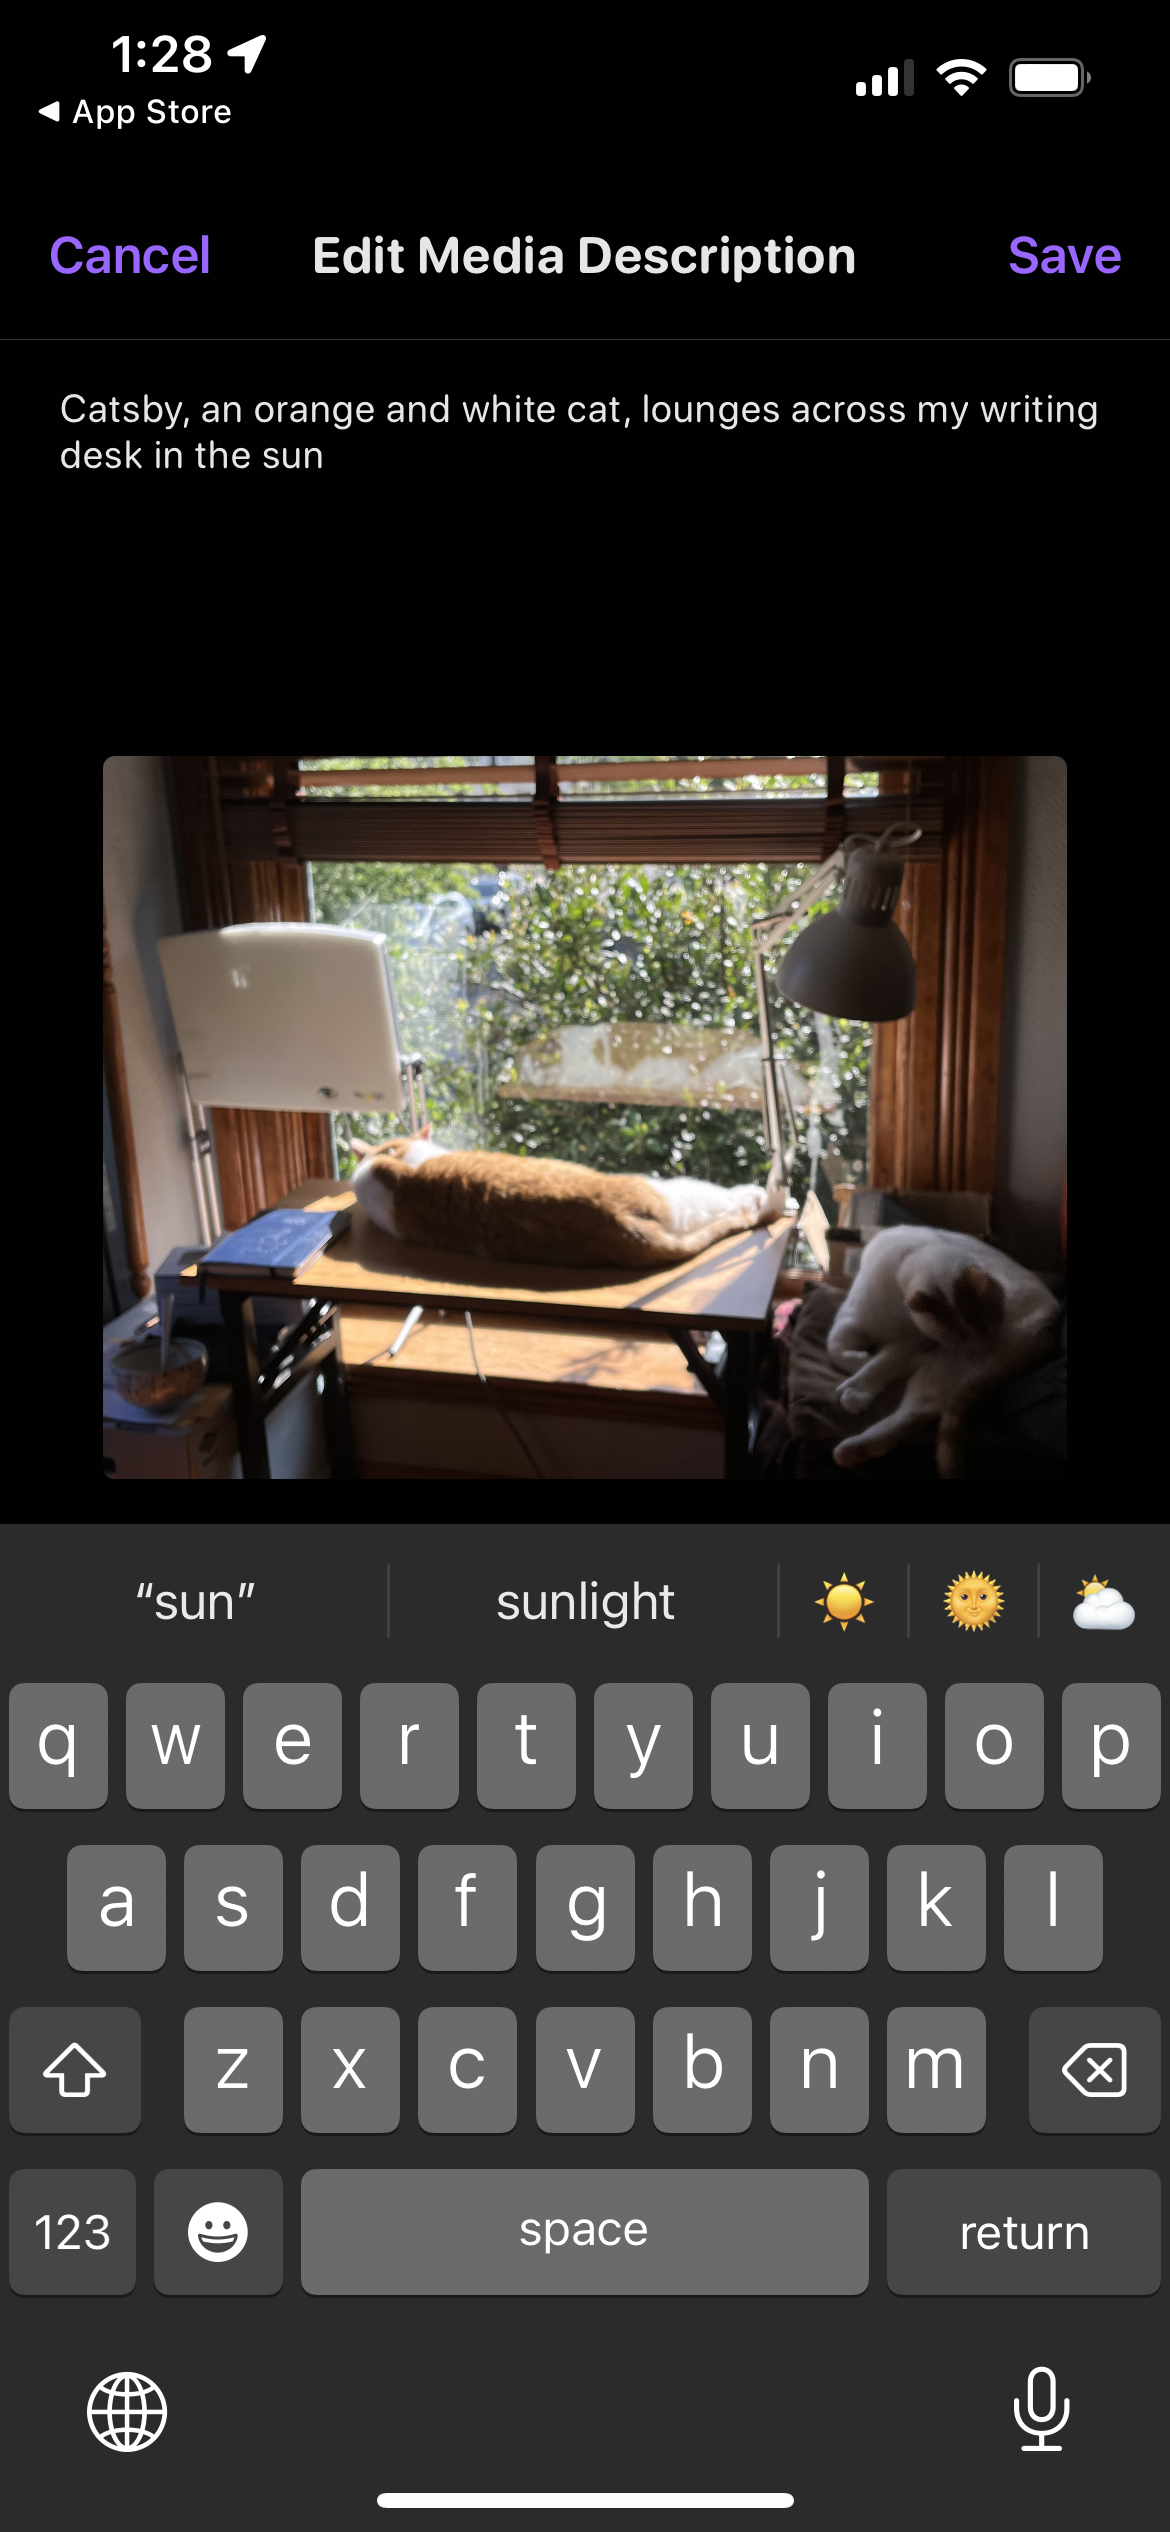 1:28
App Store
Cancel Edit Media Description Save
Catsby, an orange and white cat, lounges across my writing
desk in the sun
“sun” sunlight
q w e r t y u i o p
a s d f g h j k l
z x c v b n m
123 space return